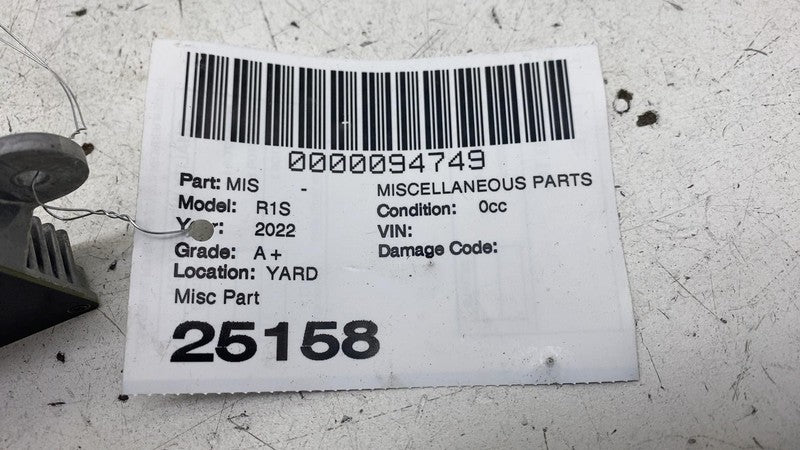 0000094749
Part: MIS - MISCELLANEOUS PARTS
Model: R1S Condition: 0cc
Year: 2022 VIN:
Grade: A+ Damage Code:
Location: YARD
Misc Part
25158